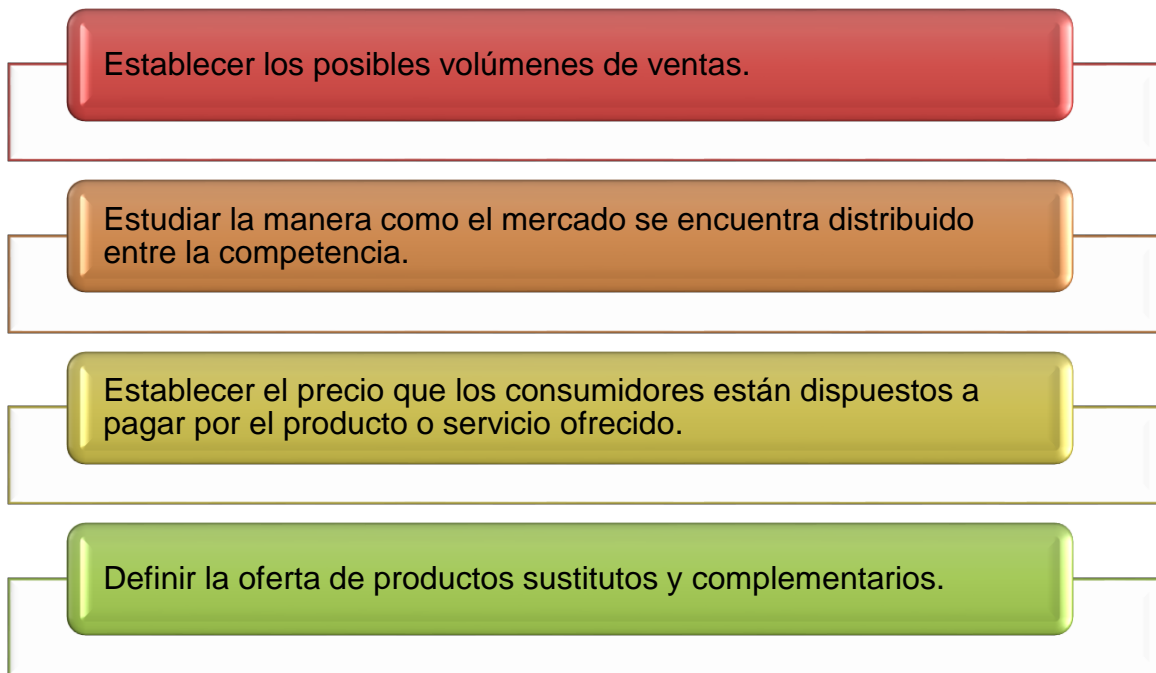 Establecer los posibles volúmenes de ventas.
Estudiar la manera como el mercado se encuentra distribuido
entre la competencia.
Establecer el precio que los consumidores están dispuestos a
pagar por el producto o servicio ofrecido.
Definir la oferta de productos sustitutos y complementarios.